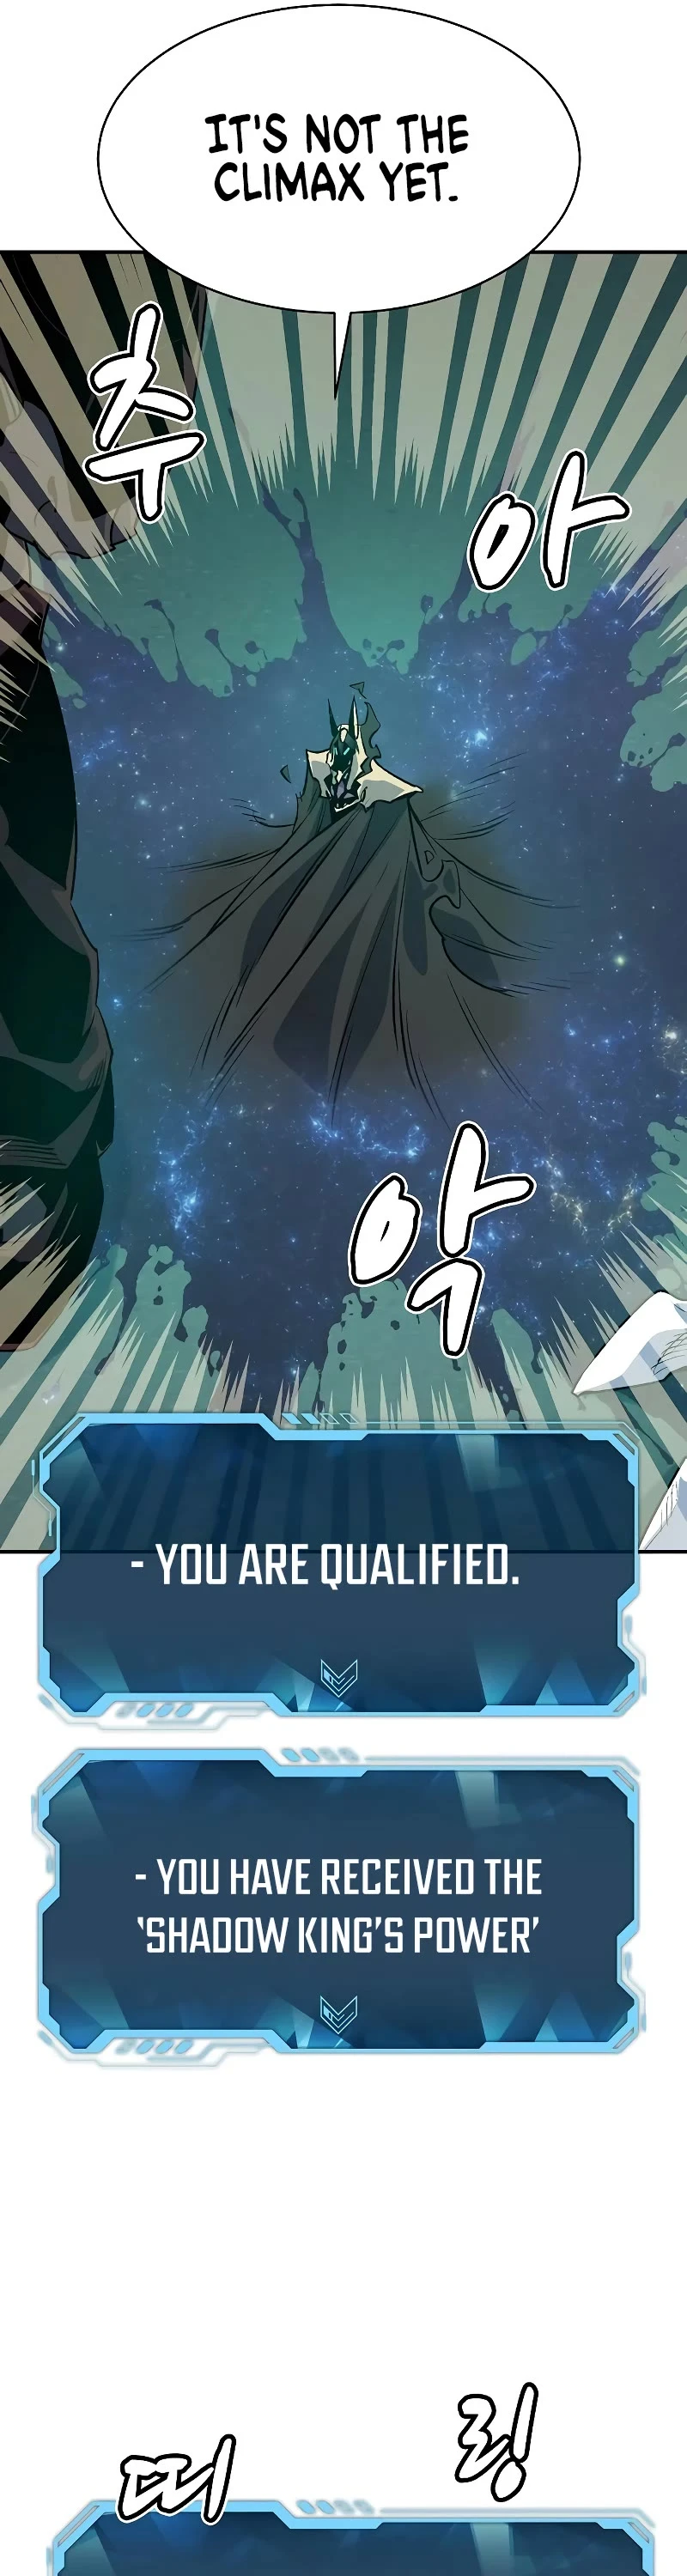 IT'S NOT THE
CLIMAX YET.
추
아
악
- YOU ARE QUALIFIED.
- YOU HAVE RECEIVED THE
'SHADOW KING'S POWER'
띠
링!